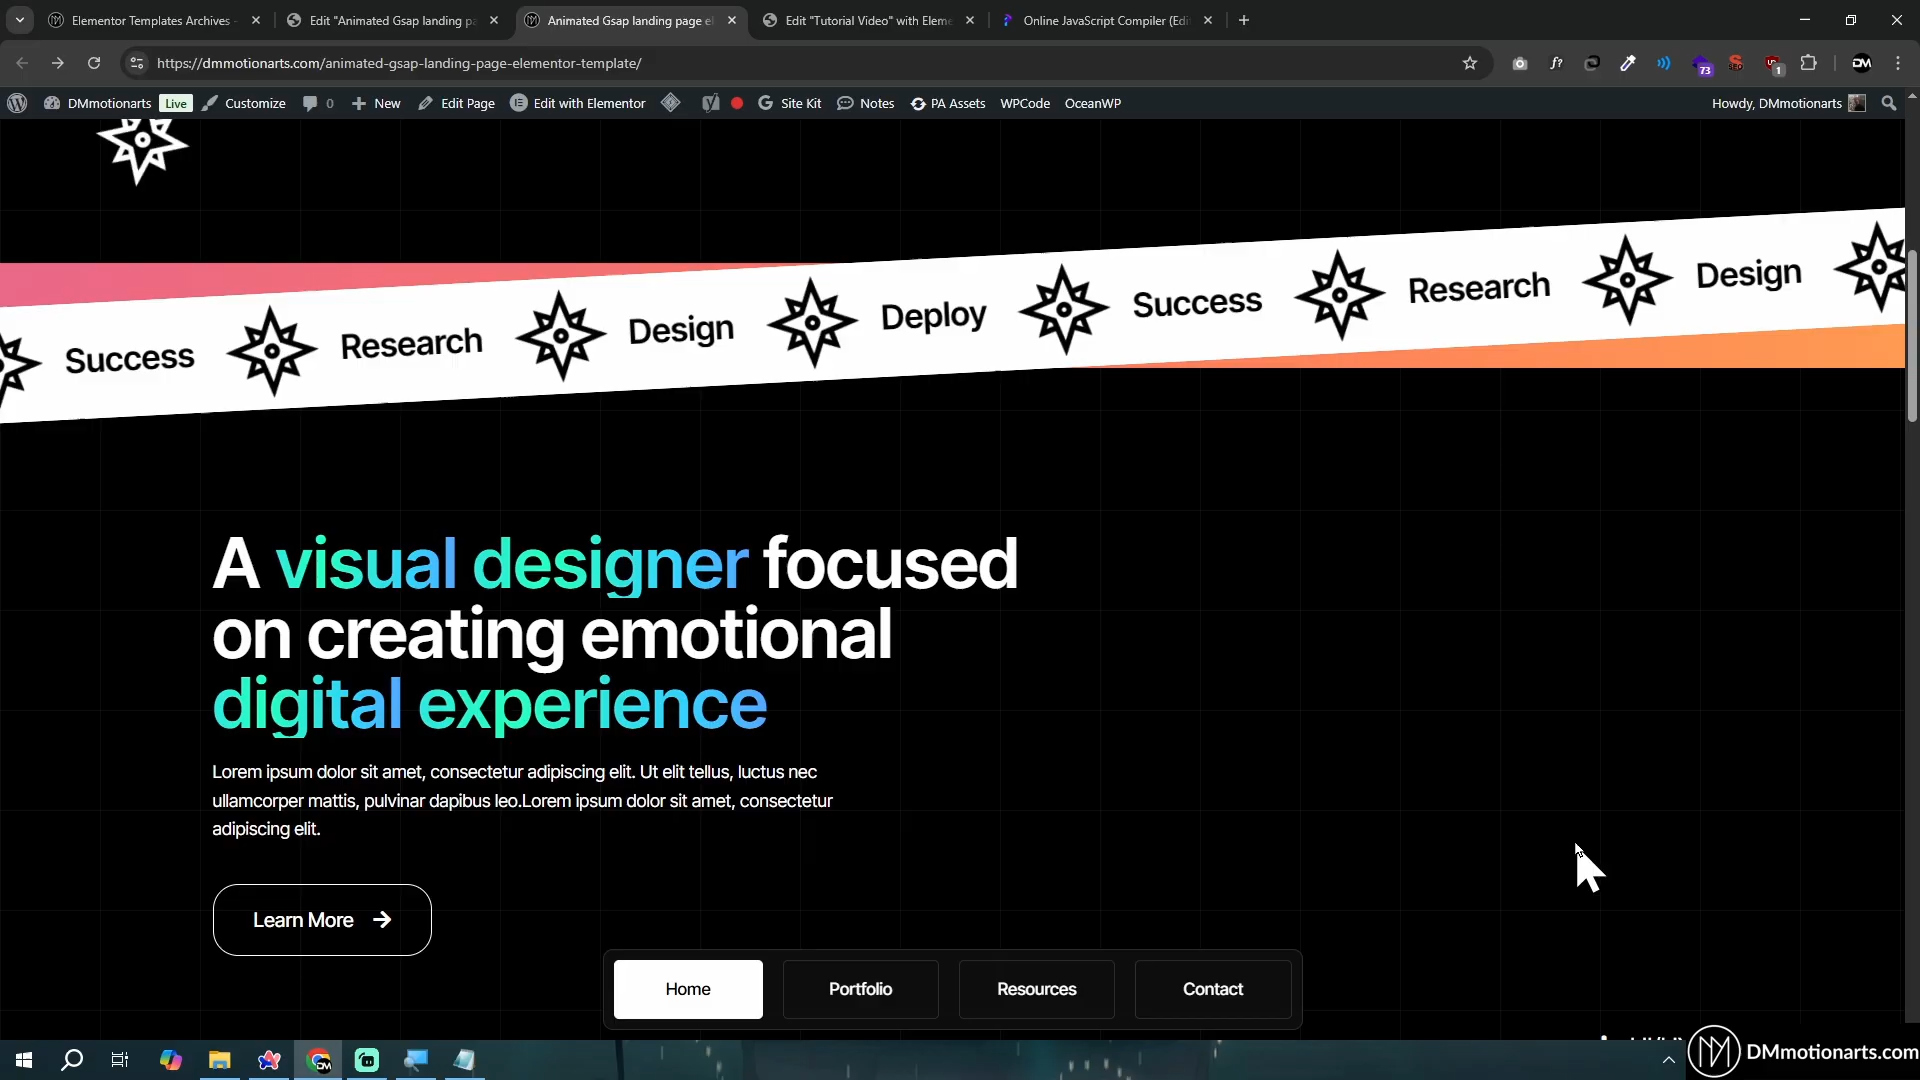 Elementor Templates Archives -
Edit "Animated Gsap landing pa
Animated Gsap landing page el
Edit "Tutorial Video" with Eleme
Online JavaScript Compiler (Edi
https://dmmotionarts.com/animated-gsap-landing-page-elementor-template/
f?
73
SEO
1
DM
DMmotionarts
Live
Customize
0
New
Edit Page
Edit with Elementor
Site Kit
Notes
PA Assets
WPCode
OceanWP
Howdy, DMmotionarts
Success
Research
Design
Deploy
Success
Research
Design
A visual designer focused
on creating emotional
digital experience
Lorem ipsum dolor sit amet, consectetur adipiscing elit. Ut elit tellus, luctus nec
ullamcorper mattis, pulvinar dapibus leo.Lorem ipsum dolor sit amet, consectetur
adipiscing elit.
Learn More
Home
Portfolio
Resources
Contact
DMmotionarts.com